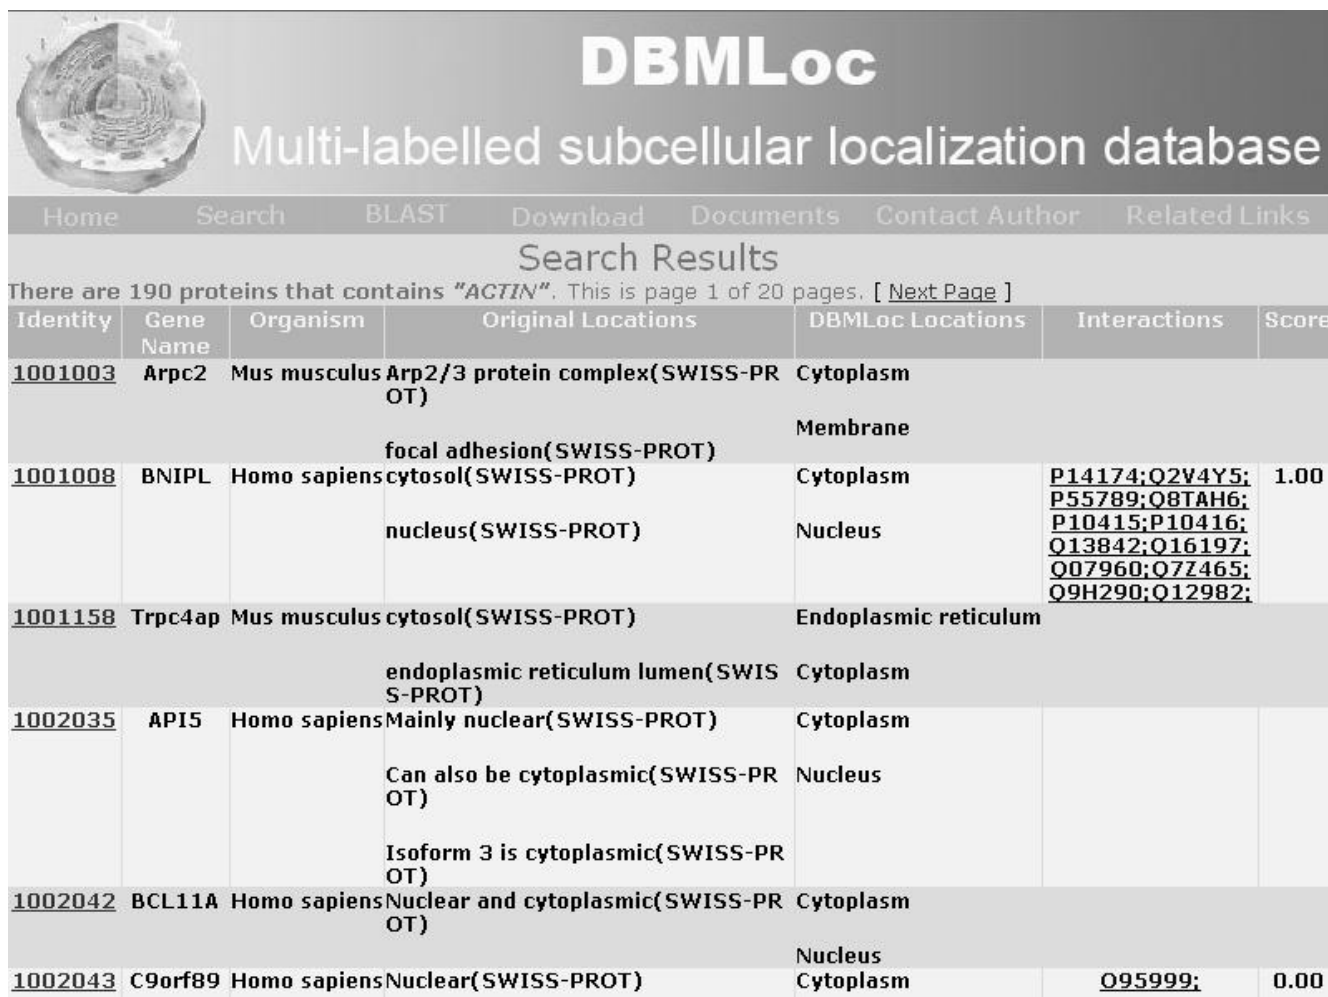 DBMLoc
Multi-labelled subcellular localization database
Home Search BLAST Download Documents Contact Author Related Links
Search Results
There are 190 proteins that contains "ACTIN". This is page 1 of 20 pages. [ Next Page ]
Identity Gene Name Organism Original Locations DBMLoc Locations Interactions Score
1001003 Arpc2 Mus musculus Arp2/3 protein complex(SWISS-PR Cytoplasm
OT)
Membrane
focal adhesion(SWISS-PROT)
1001008 BNIPL Homo sapiens cytosol(SWISS-PROT) Cytoplasm P14174;Q2V4Y5; 1.00
P55789;Q8TAH6;
nucleus(SWISS-PROT) Nucleus P10415;P10416;
Q13842;Q16197;
Q07960;Q7Z465;
Q9H290;Q12982;
1001158 Trpc4ap Mus musculus cytosol(SWISS-PROT) Endoplasmic reticulum
endoplasmic reticulum lumen(SWIS Cytoplasm
S-PROT)
1002035 API5 Homo sapiens Mainly nuclear(SWISS-PROT) Cytoplasm
Can also be cytoplasmic(SWISS-PR Nucleus
OT)
Isoform 3 is cytoplasmic(SWISS-PR
OT)
1002042 BCL11A Homo sapiens Nuclear and cytoplasmic(SWISS-PR Cytoplasm
OT)
Nucleus
1002043 C9orf89 Homo sapiens Nuclear(SWISS-PROT) Cytoplasm O95999; 0.00